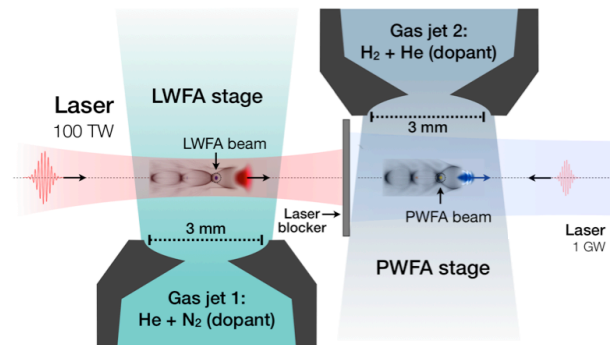 Laser
100 TW
LWFA stage
LWFA beam
3 mm
Gas jet 1:
He + N₂ (dopant)
Gas jet 2:
H₂ + He (dopant)
3 mm
Laser
blocker
PWFA beam
PWFA stage
Laser
1 GW